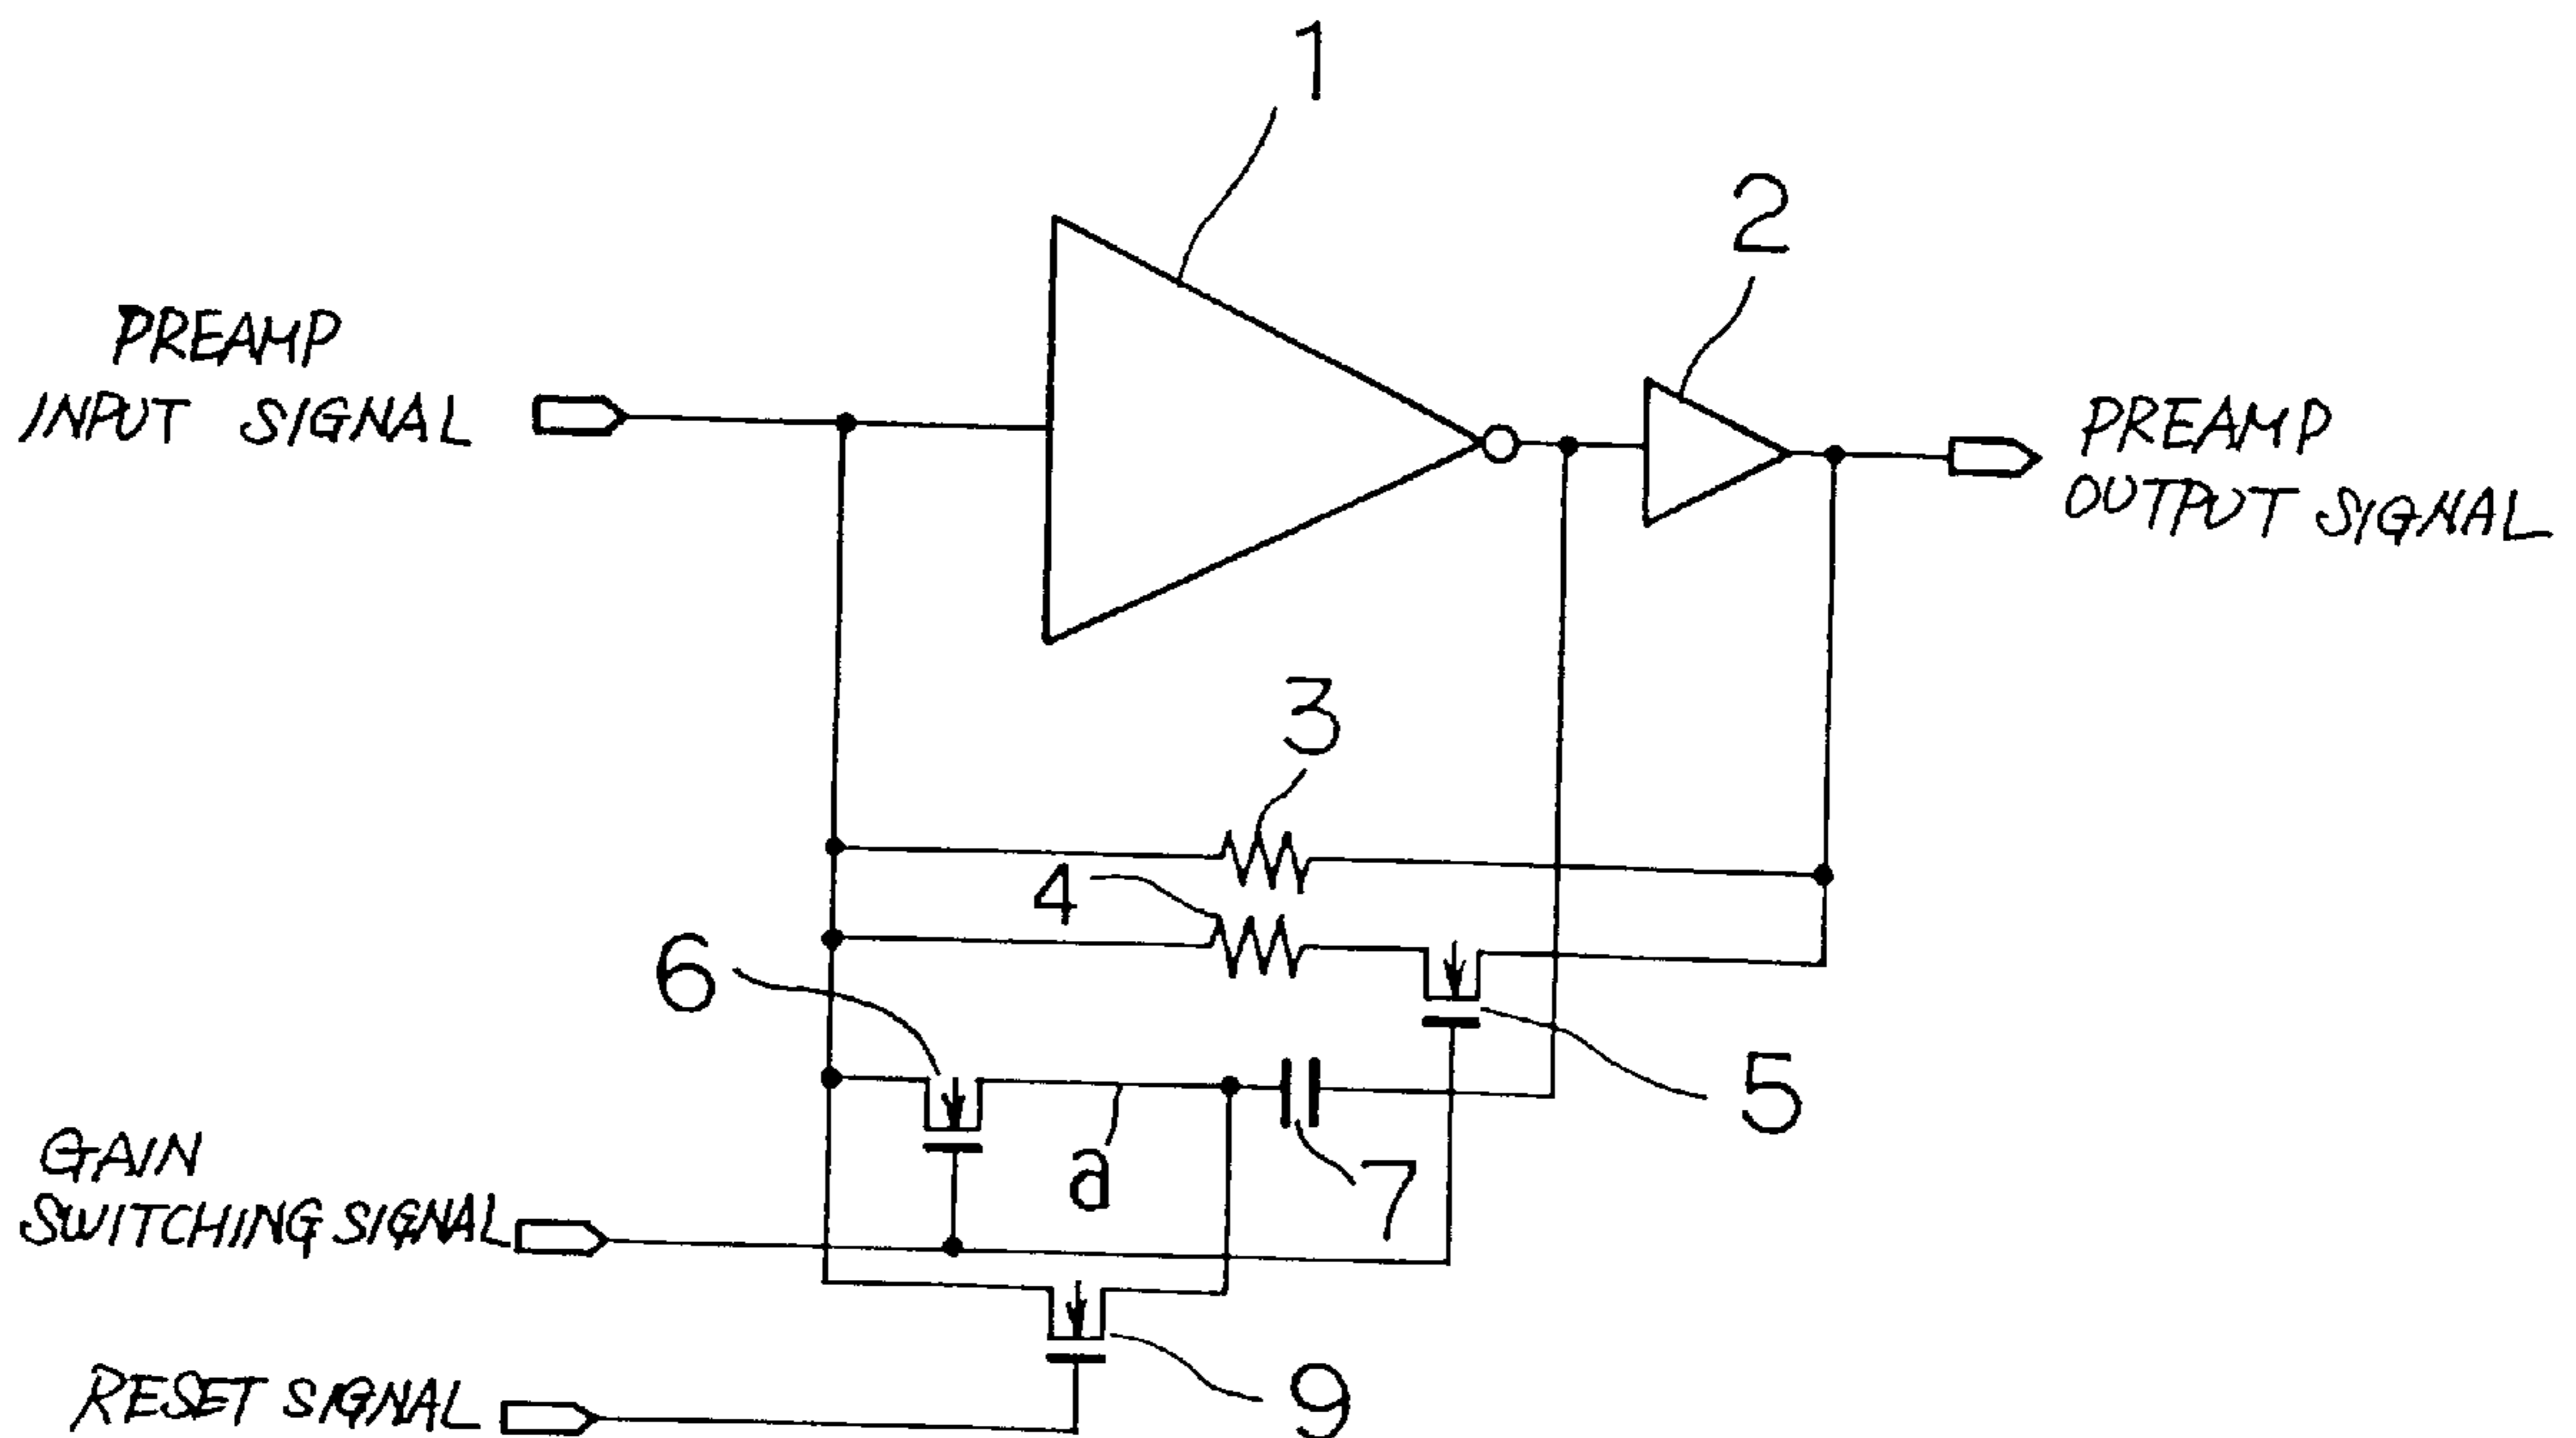 1
2
PREAMP
INPUT SIGNAL
PREAMP
OUTPUT SIGNAL
3
4
6
5
a
7
GAIN
SWITCHING SIGNAL
9
RESET SIGNAL